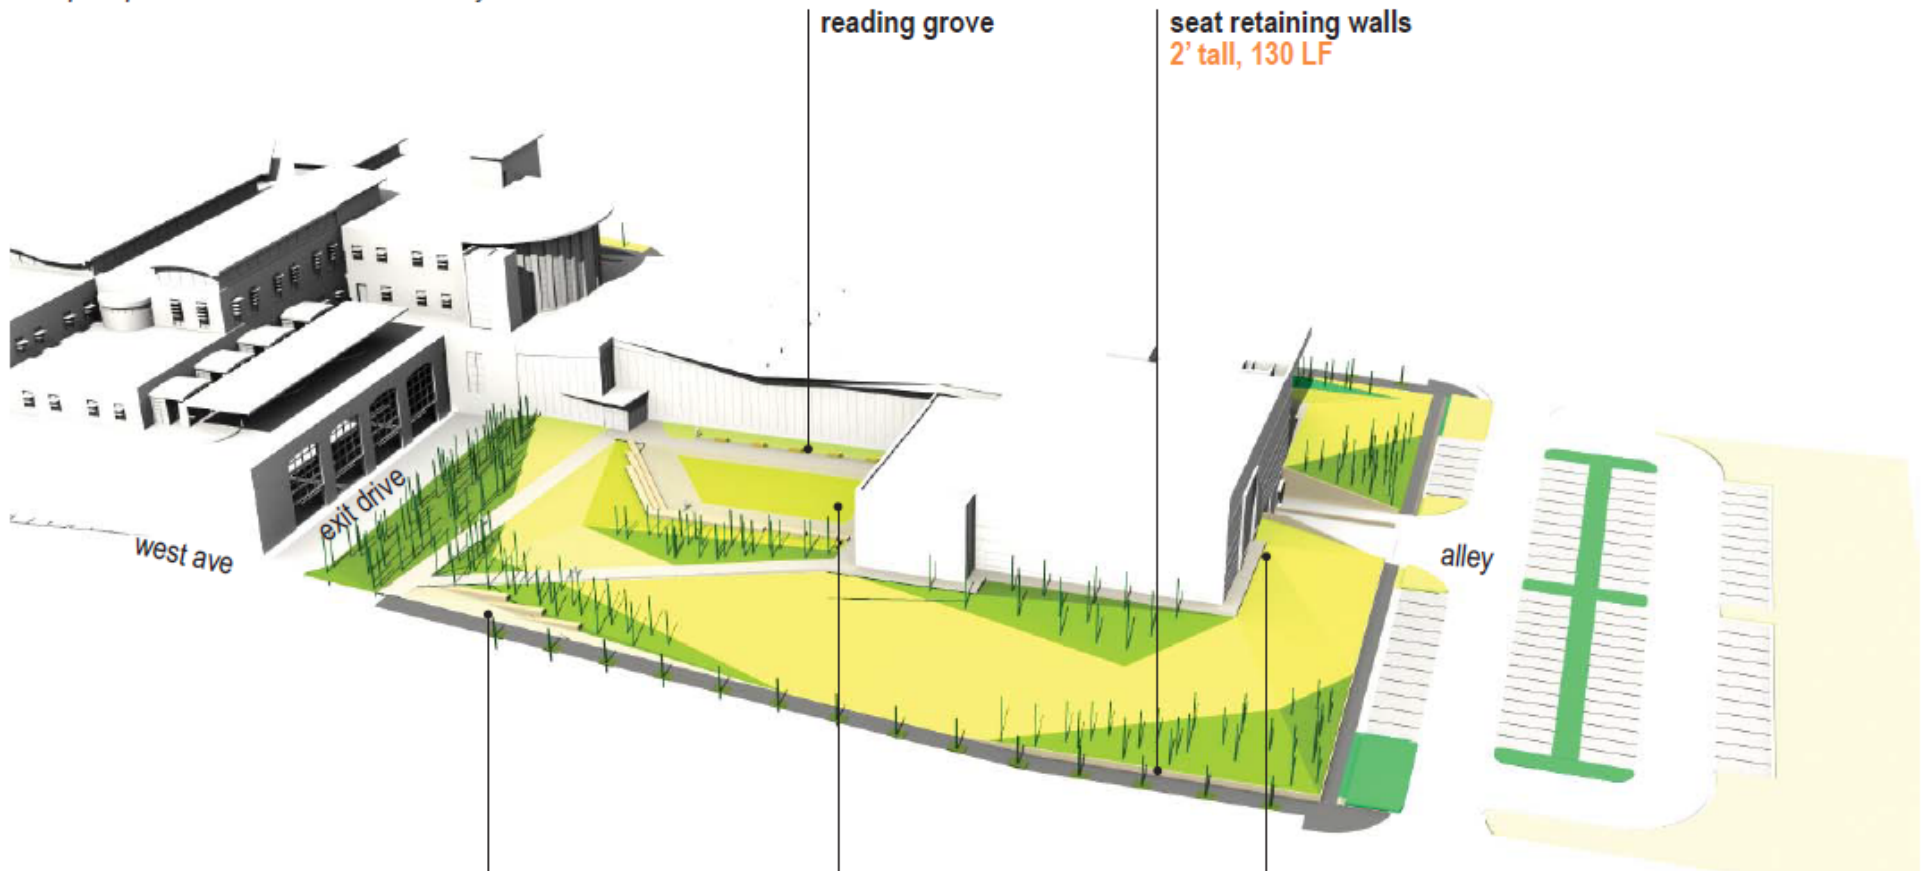 reading grove
seat retaining walls
2' tall, 130 LF
exit drive
west ave
alley